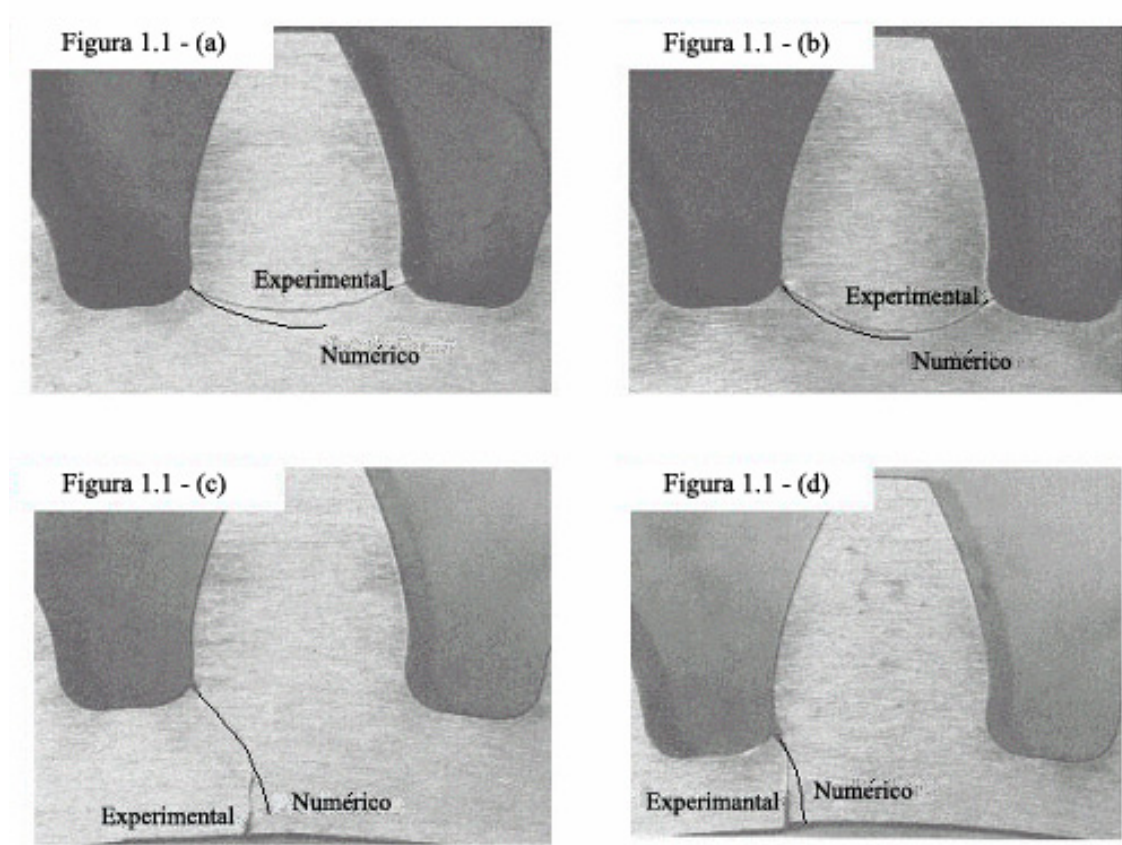 Figura 1.1 - (a)
Experimental
Numérico
Figura 1.1 - (b)
Experimental
Numérico
Figura 1.1 - (c)
Experimental
Numérico
Figura 1.1 - (d)
Experimantal
Numérico